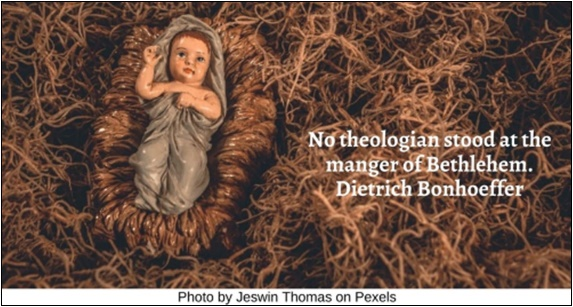 No theologian stood at the
manger of Bethlehem.
Dietrich Bonhoeffer
Photo by Jeswin Thomas on Pexels